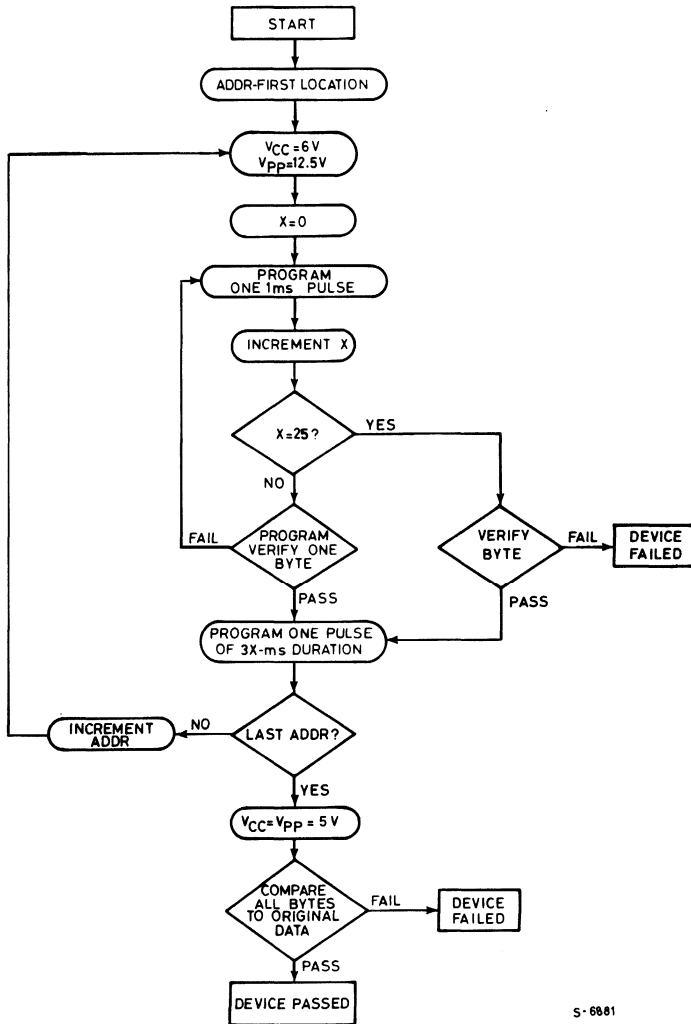 START
ADDR-FIRST LOCATION
VCC=6V
VPP=12.5V
X=0
PROGRAM
ONE 1ms PULSE
INCREMENT X
X=25?
YES
NO
PROGRAM
VERIFY ONE
BYTE
FAIL
PASS
VERIFY
BYTE
FAIL
DEVICE
FAILED
PASS
PROGRAM ONE PULSE
OF 3X-ms DURATION
LAST ADDR?
NO
INCREMENT
ADDR
YES
VCC=VPP=5V
COMPARE
ALL BYTES
TO ORIGINAL
DATA
FAIL
DEVICE
FAILED
PASS
DEVICE PASSED
S-6881